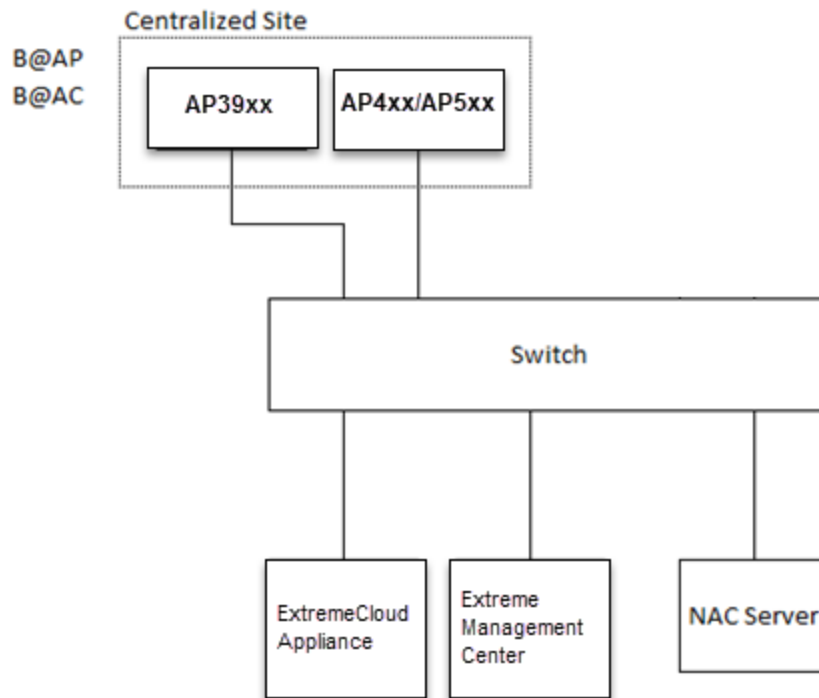 Centralized Site
B@AP
B@AC
AP39xx
AP4xx/AP5xx
Switch
ExtremeCloud
Appliance
Extreme
Management
Center
NAC Server